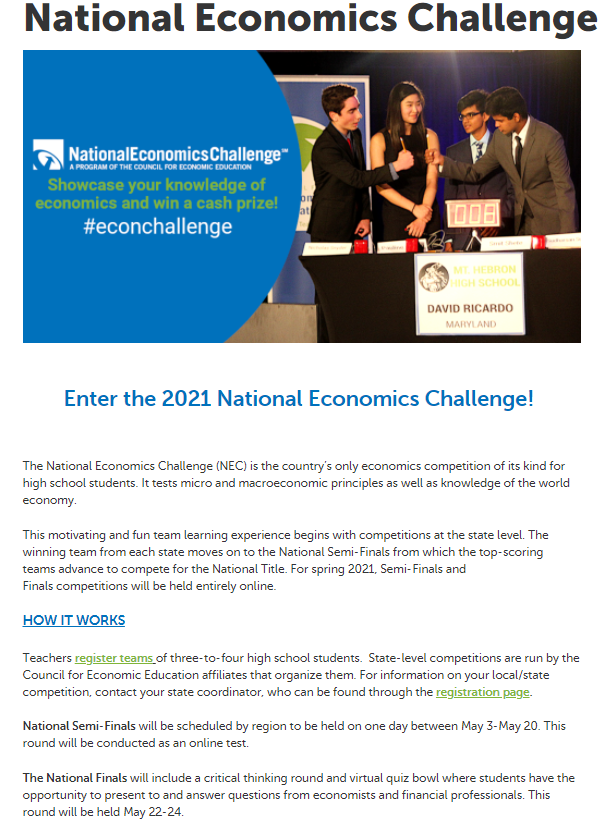 National Economics Challenge
NationalEconomicsChallenge℠
A PROGRAM OF THE COUNCIL FOR ECONOMIC EDUCATION
Showcase your knowledge of
economics and win a cash prize!
#econchallenge
MT. HEBRON
HIGH SCHOOL
DAVID RICARDO
MARYLAND
Enter the 2021 National Economics Challenge!
The National Economics Challenge (NEC) is the country's only economics competition of its kind for
high school students. It tests micro and macroeconomic principles as well as knowledge of the world
economy.
This motivating and fun team learning experience begins with competitions at the state level. The
winning team from each state moves on to the National Semi-Finals from which the top-scoring
teams advance to compete for the National Title. For spring 2021, Semi-Finals and
Finals competitions will be held entirely online.
HOW IT WORKS
Teachers register teams of three-to-four high school students. State-level competitions are run by the
Council for Economic Education affiliates that organize them. For information on your local/state
competition, contact your state coordinator, who can be found through the registration page.
National Semi-Finals will be scheduled by region to be held on one day between May 3-May 20. This
round will be conducted as an online test.
The National Finals will include a critical thinking round and virtual quiz bowl where students have the
opportunity to present to and answer questions from economists and financial professionals. This
round will be held May 22-24.